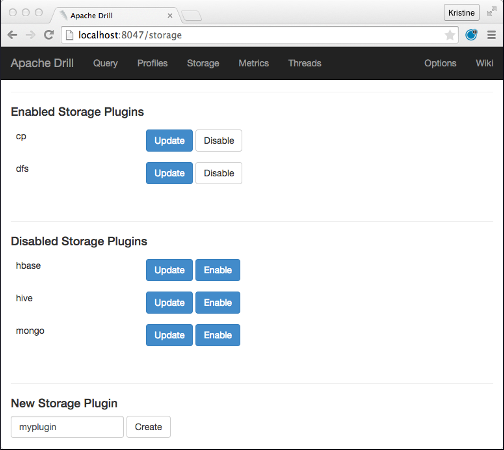 Apache Drill
Kristine
localhost:8047/storage
Apache Drill Query Profiles Storage Metrics Threads Options Wiki
Enabled Storage Plugins
cp Update Disable
dfs Update Disable
Disabled Storage Plugins
hbase Update Enable
hive Update Enable
mongo Update Enable
New Storage Plugin
myplugin Create